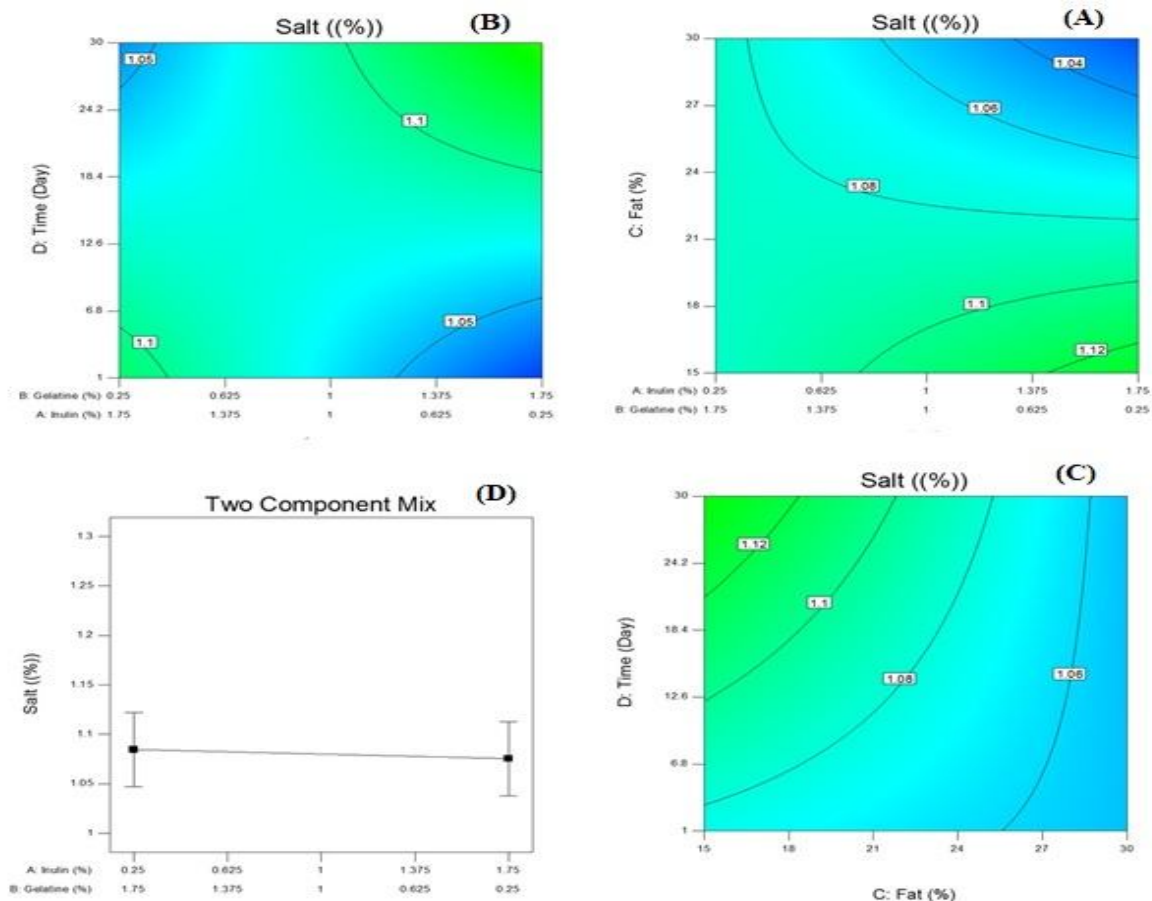 Salt ((%))
(B)
30
24.2
18.4
12.6
6.8
1
D: Time (Day)
1.05
1.1
1.1
1.05
B: Gelatine (%) 0.25 0.625 1 1.375 1.75
A: Inulin (%) 1.75 1.375 1 0.625 0.25
Salt ((%))
(A)
30
27
24
21
18
15
C: Fat (%)
1.04
1.06
1.08
1.1
1.12
A: Inulin (%) 0.25 0.625 1 1.375 1.75
B: Gelatine (%) 1.75 1.375 1 0.625 0.25
Two Component Mix
(D)
1.3
1.25
1.2
1.15
1.1
1.05
1
Salt ((%))
A: Inulin (%) 0.25 0.625 1 1.375 1.75
B: Gelatine (%) 1.75 1.375 1 0.625 0.25
Salt ((%))
(C)
30
24.2
18.4
12.6
6.8
1
D: Time (Day)
1.12
1.1
1.08
1.06
15 18 21 24 27 30
C: Fat (%)